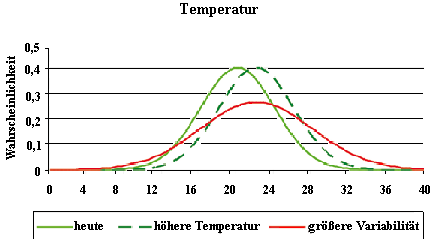 Temperatur
Wahrscheinlichkeit
0,5
0,4
0,3
0,2
0,1
0
0 4 8 12 16 20 24 28 32 36 40
heute höhere Temperatur größere Variabilität